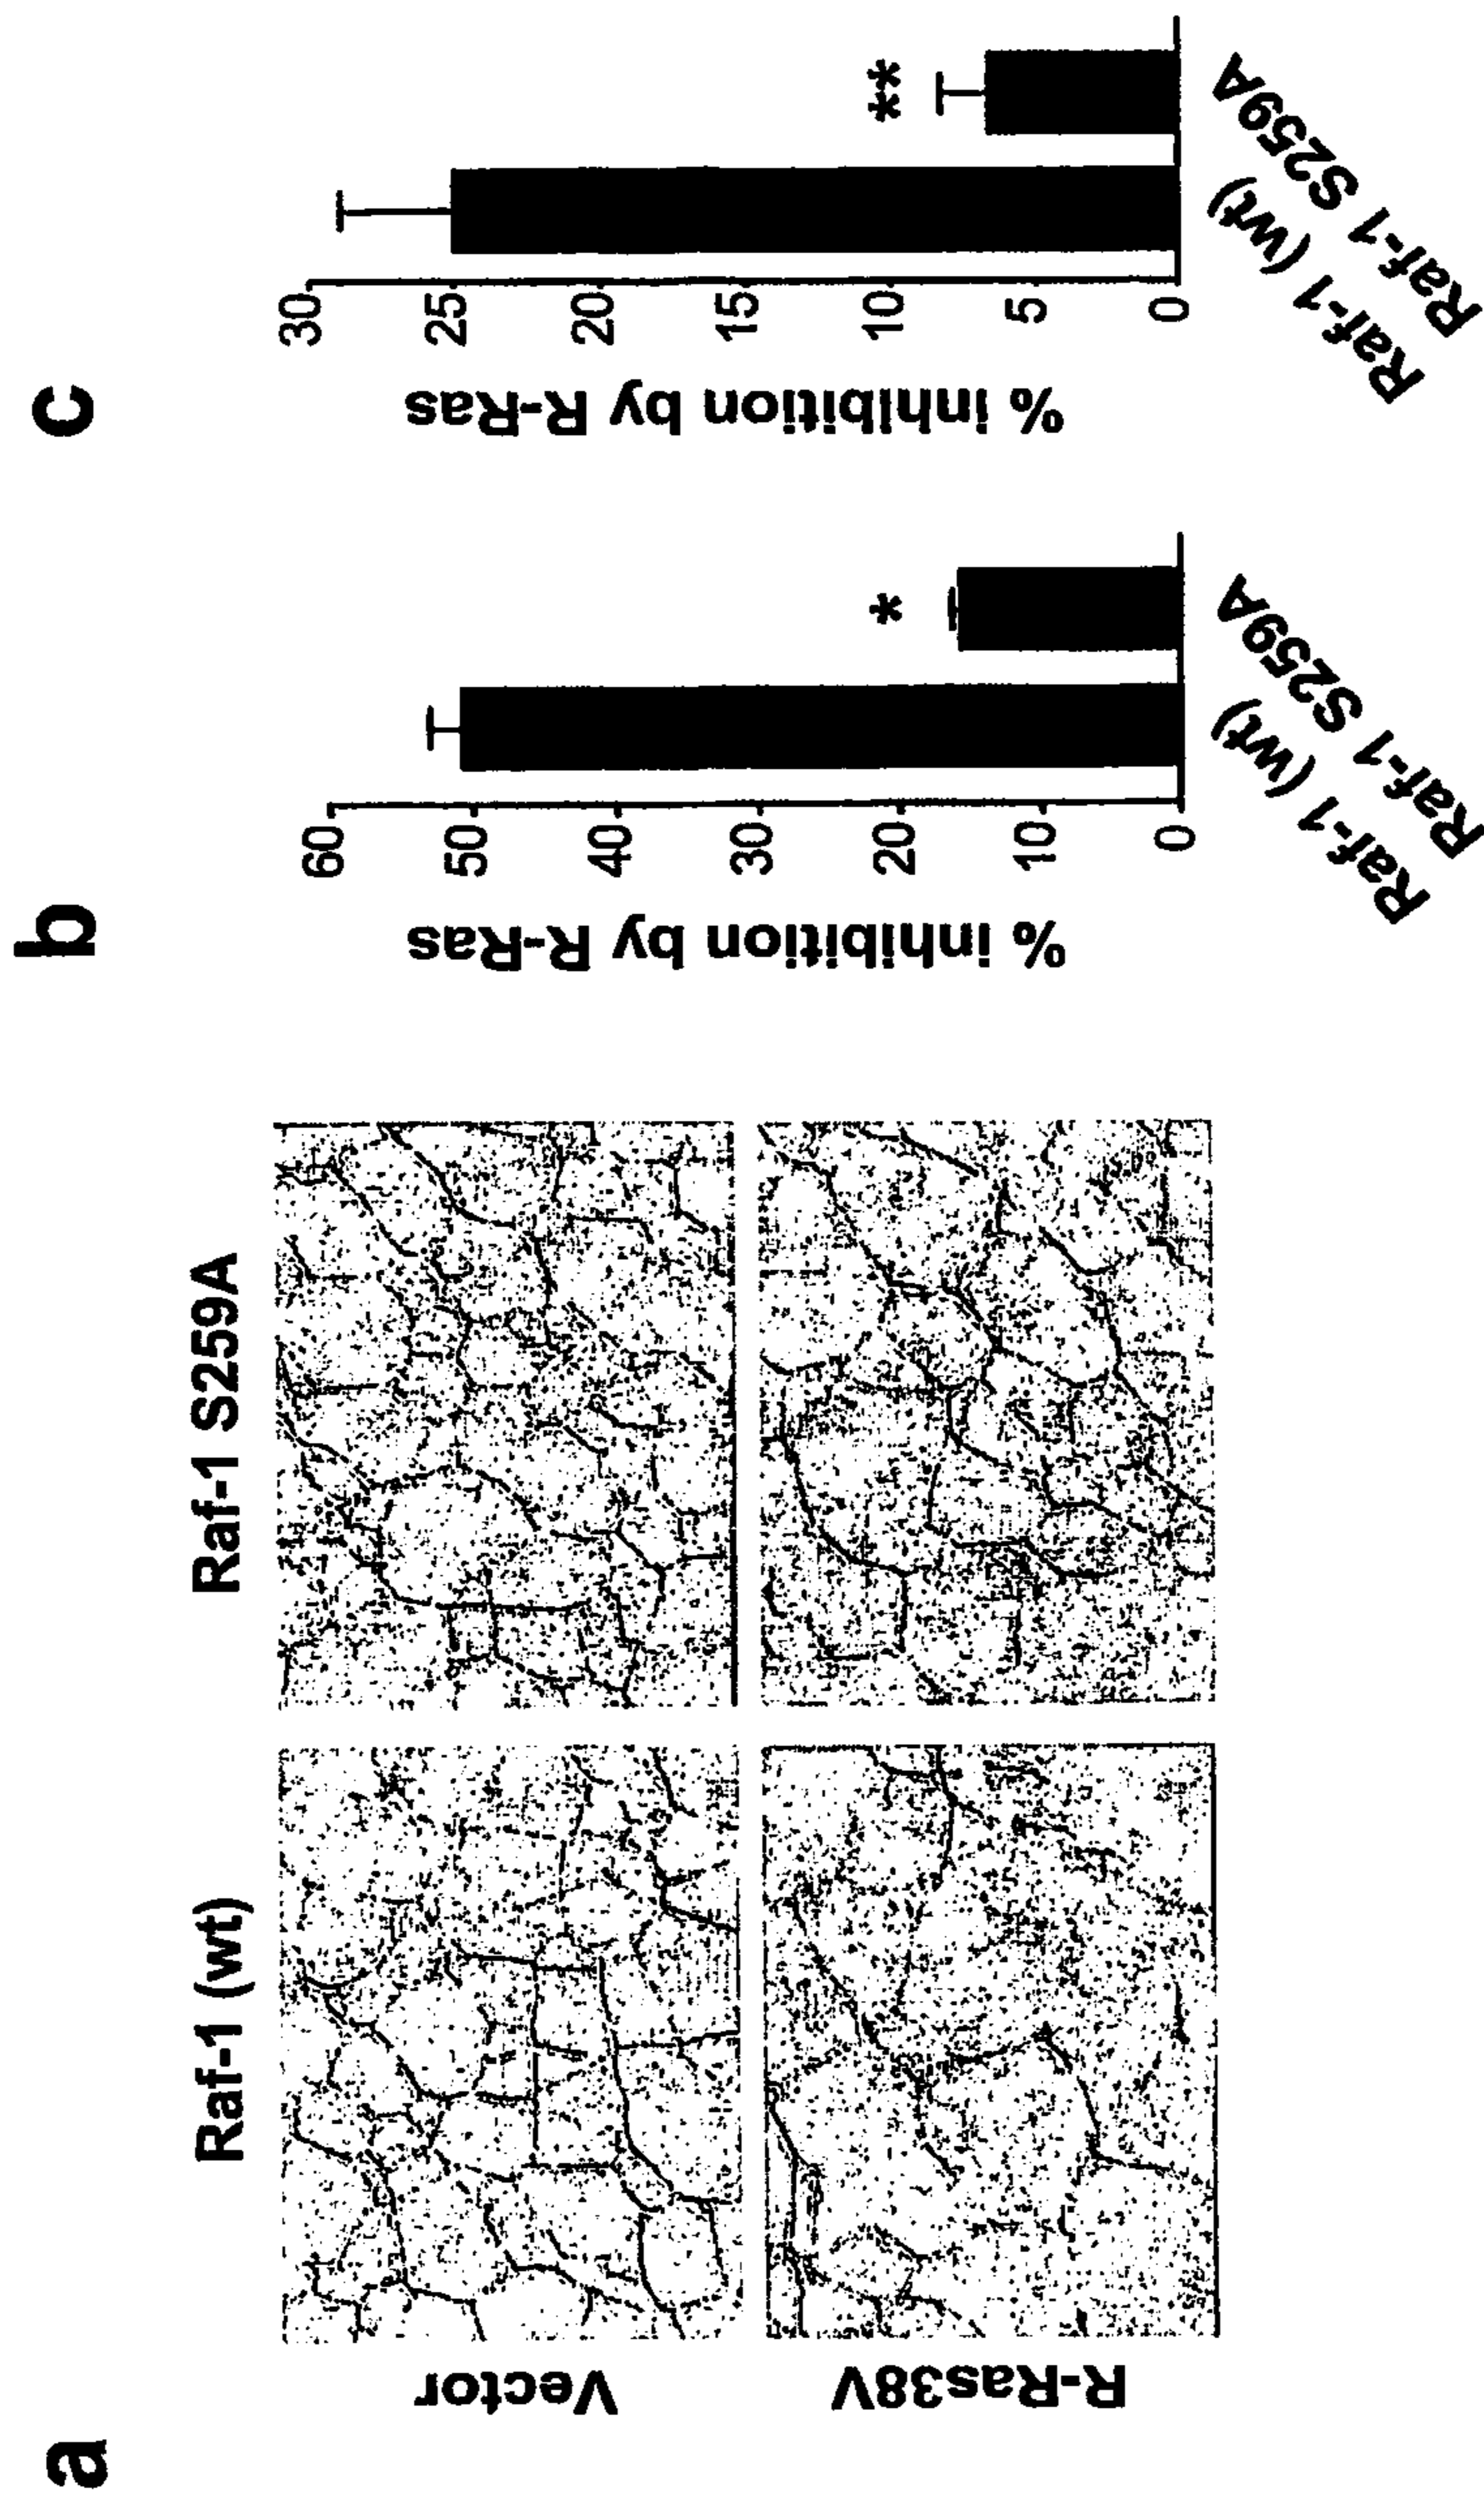 a
Raf-1 (wt)
Raf-1 S259A
Vector
R-Ras38V
b
% inhibition by R-Ras
60
50
40
30
20
10
0
*
Raf-1 (wt)
Raf-1 S259A
c
% inhibition by R-Ras
30
25
20
15
10
5
0
**
Raf-1 (wt)
Raf-1 S259A